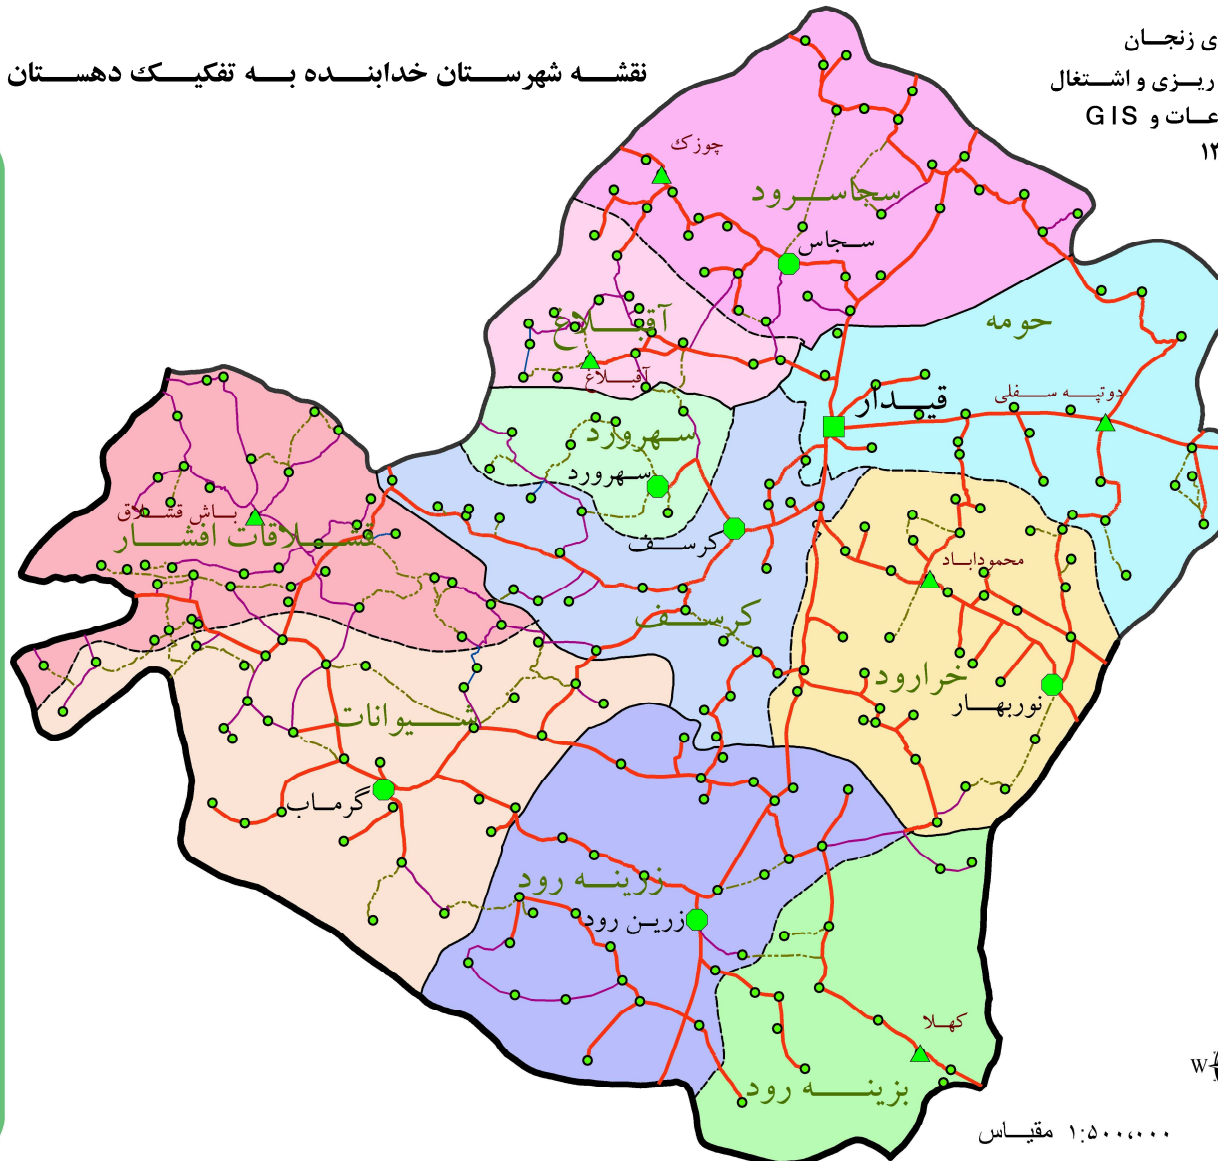 نقشه شهرستان خدابنده به تفکیک دهستان
ی زنجان
ریزی و اشتغال
عات و GIS
چوزک
سجاسرود
سجاس
حومه
آقبلاغ
آقبلاغ
دوتپه سفلی
قیدار
سهرورد
سهرورد
باش قشلاق
قشلاقات افشار
کرسف
محموداباد
کرسف
خرارود
نوربهار
شیوانات
گرماب
زرینه رود
زرین رود
کهلا
بزینه رود
W
۱:۵۰۰،۰۰۰ مقیاس